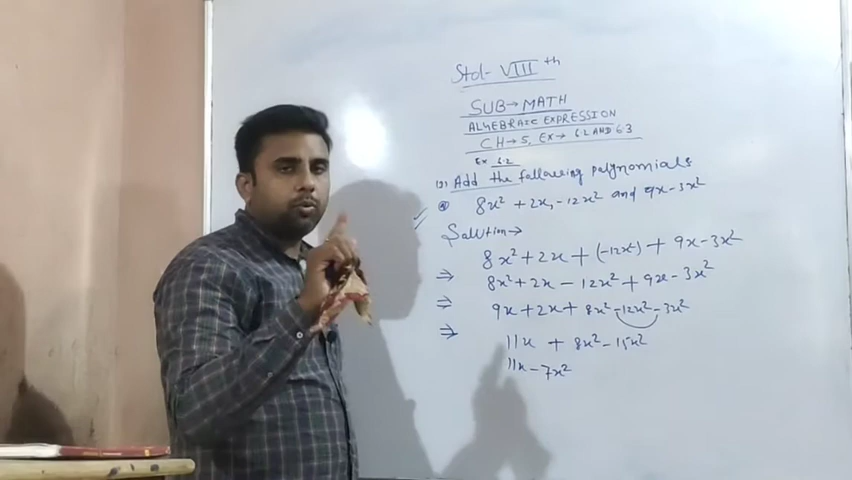 Std- VIII th
SUB→MATH
ALGEBRAIC EXPRESSION
CH→5, EX→ 6.2 AND 6.3
Ex 6.2
Add the following polynomials
8x² + 2x, -12x² and 9x-3x²
Solution→
8x²+2x + (-12x²) + 9x-3x²
⇒ 8x²+2x - 12x² + 9x - 3x²
⇒ 9x + 2x + 8x² -12x² -3x²
⇒ 11x + 8x² - 15x²
11x - 7x²